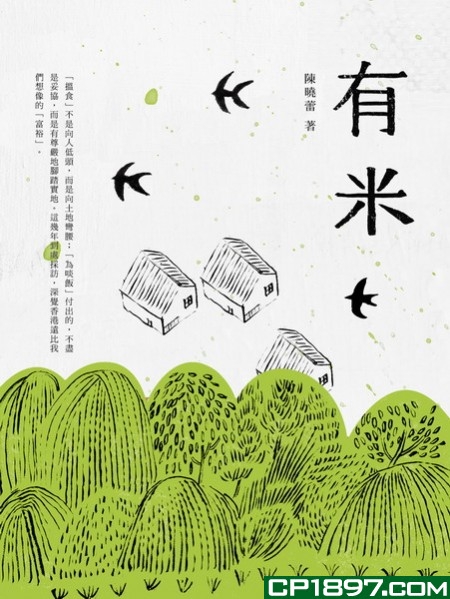 有米
陳曉蕾 著
「搵食」不是向人低頭,而是向土地彎腰;「為啖飯」付出的,不盡
是妥協,而是有尊嚴地腳踏實地,這幾年到處採訪,深覺香港遠比我
們想像的「富裕」。
CP1897.COM